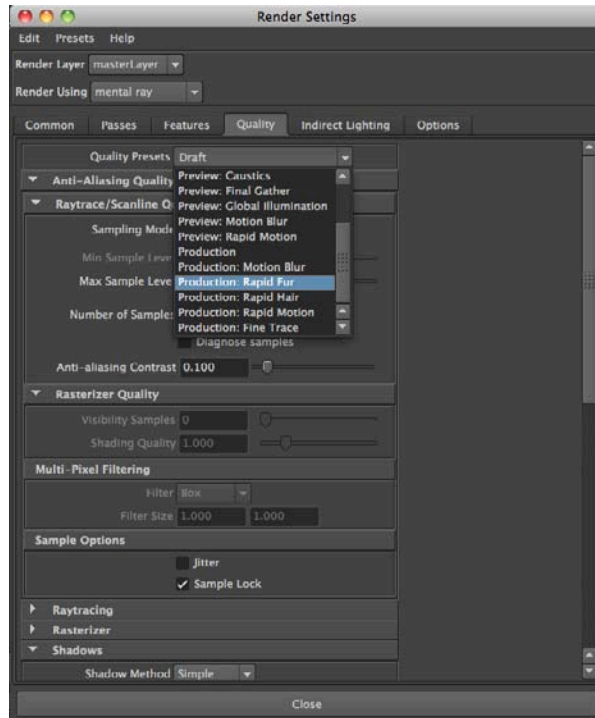 Render Settings
Edit Presets Help
Render Layer masterLayer
Render Using mental ray
Common Passes Features Quality Indirect Lighting Options
Quality Presets Draft
Preview: Caustics
Anti-Aliasing Quality
Preview: Final Gather
Preview: Global Illumination
Raytrace/Scanline Q
Preview: Motion Blur
Sampling Mode
Preview: Rapid Motion
Production
Min Sample Leve
Production: Motion Blur
Max Sample Leve
Production: Rapid Fur
Production: Rapid Hair
Number of Samples
Production: Rapid Motion
Production: Fine Trace
Diagnose samples
Anti-aliasing Contrast 0.100
Rasterizer Quality
Visibility Samples 0
Shading Quality 1.000
Multi-Pixel Filtering
Filter Box
Filter Size 1.000 1.000
Sample Options
Jitter
Sample Lock
Raytracing
Rasterizer
Shadows
Shadow Method Simple
Close